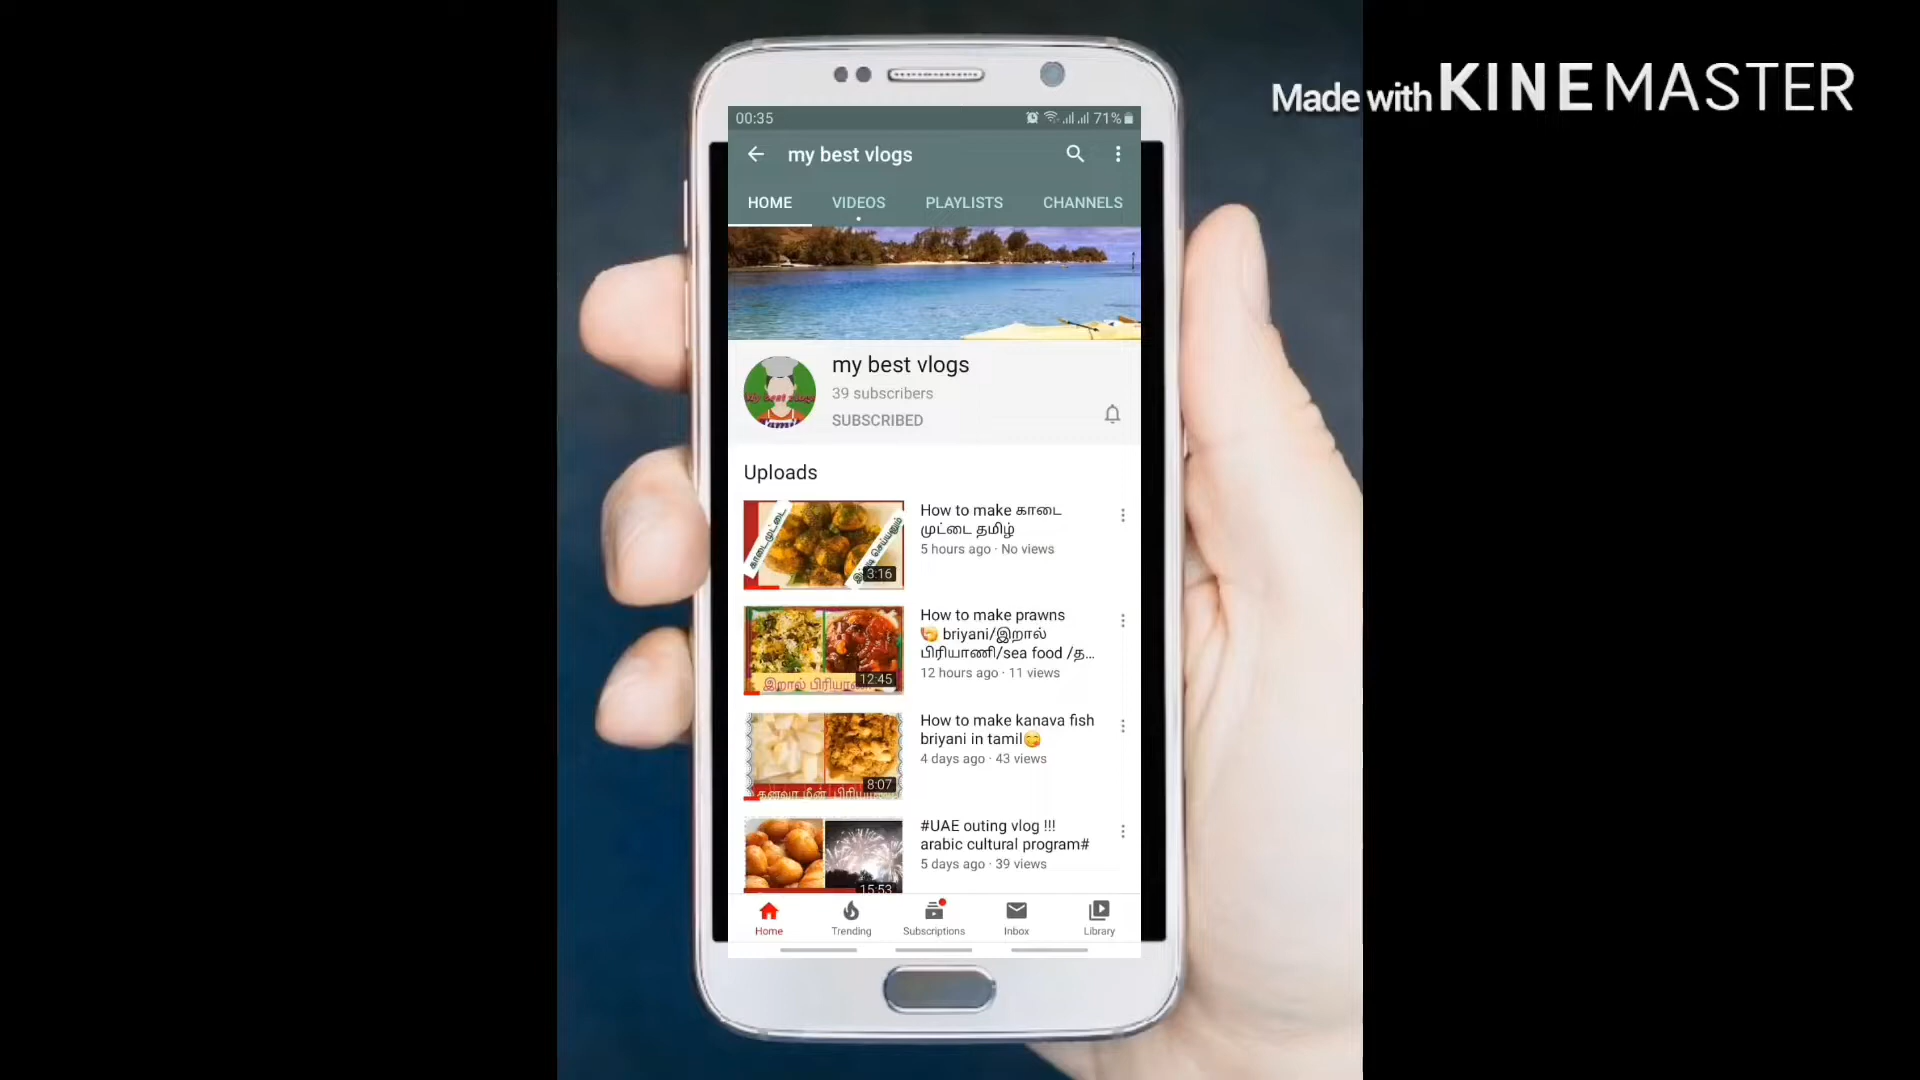 Made with KINEMASTER
00:35
71%
my best vlogs
HOME VIDEOS PLAYLISTS CHANNELS
my best vlogs
39 subscribers
SUBSCRIBED
Uploads
காடைமுட்டை
3:16
How to make காடை
முட்டை தமிழ்
5 hours ago · No views
இறால் பிரியாணி
12:45
How to make prawns
🍤 briyani/இறால்
பிரியாணி/sea food /த...
12 hours ago · 11 views
கனவா மீன்
8:07
How to make kanava fish
briyani in tamil😋
4 days ago · 43 views
15:53
#UAE outing vlog !!!
arabic cultural program#
5 days ago · 39 views
Home Trending Subscriptions Inbox Library